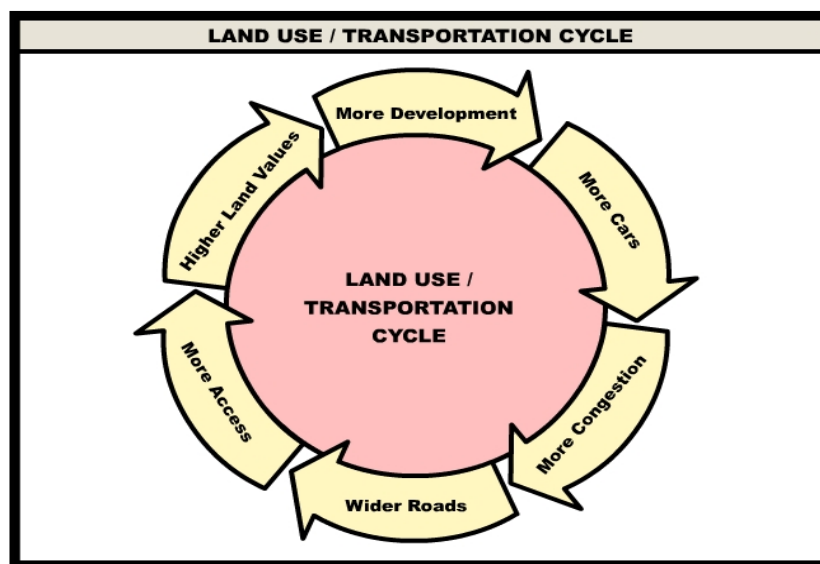 LAND USE / TRANSPORTATION CYCLE
More Development
More Cars
More Congestion
Wider Roads
More Access
Higher Land Values
LAND USE /
TRANSPORTATION
CYCLE